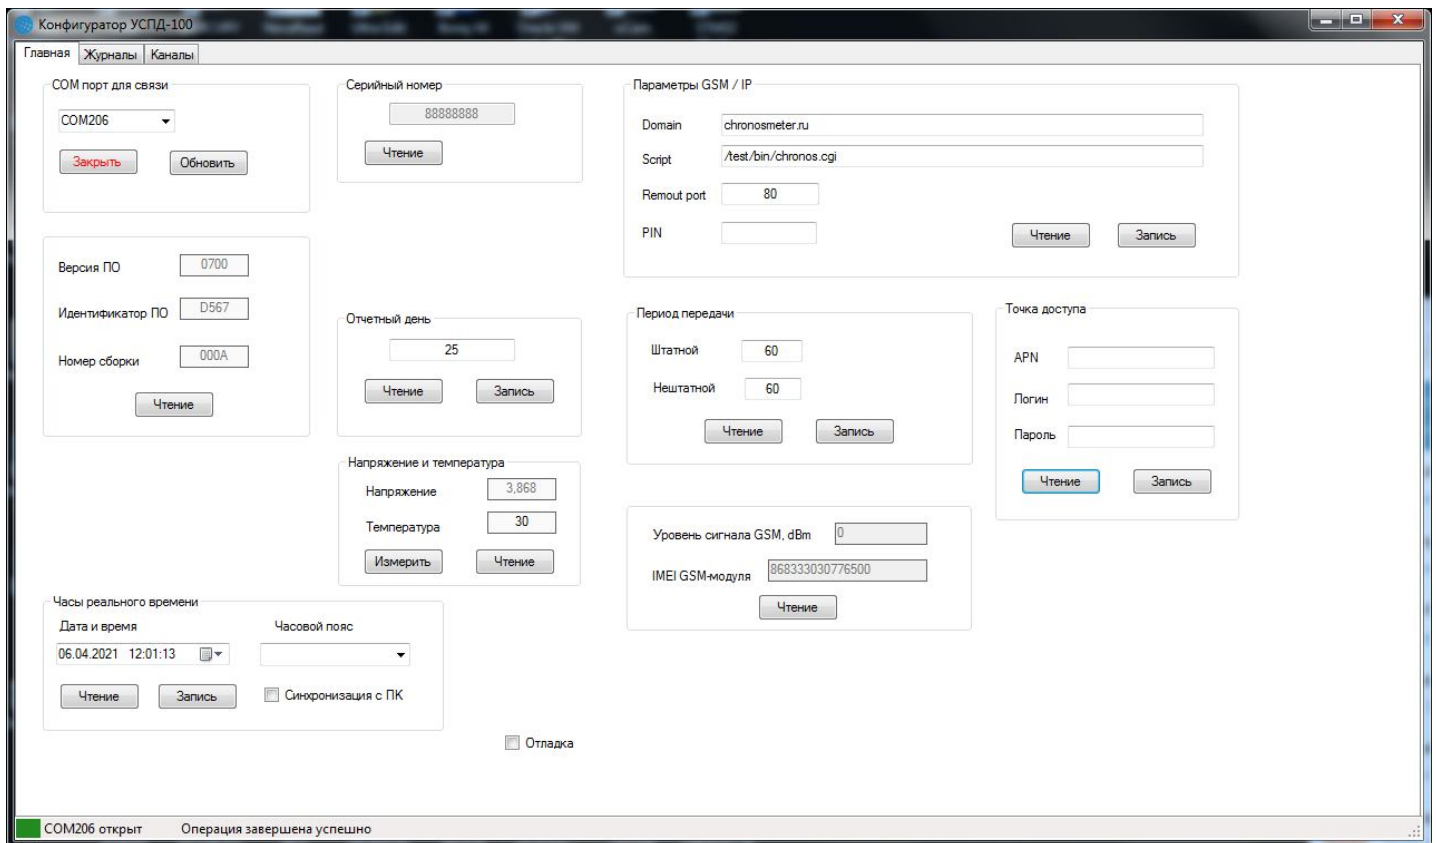 Конфигуратор УСПД-100
Главная Журналы Каналы
COM порт для связи
COM206
Закрыть Обновить
Серийный номер
88888888
Чтение
Параметры GSM / IP
Domain chronosmeter.ru
Script /test/bin/chronos.cgi
Remout port 80
PIN
Чтение Запись
Версия ПО 0700
Идентификатор ПО D567
Номер сборки 000A
Чтение
Отчетный день
25
Чтение Запись
Период передачи
Штатной 60
Нештатной 60
Чтение Запись
Точка доступа
APN
Логин
Пароль
Чтение Запись
Напряжение и температура
Напряжение 3,868
Температура 30
Измерить Чтение
Уровень сигнала GSM, dBm 0
IMEI GSM-модуля 868333030776500
Чтение
Часы реального времени
Дата и время Часовой пояс
06.04.2021 12:01:13
Чтение Запись Синхронизация с ПК
Отладка
COM206 открыт Операция завершена успешно